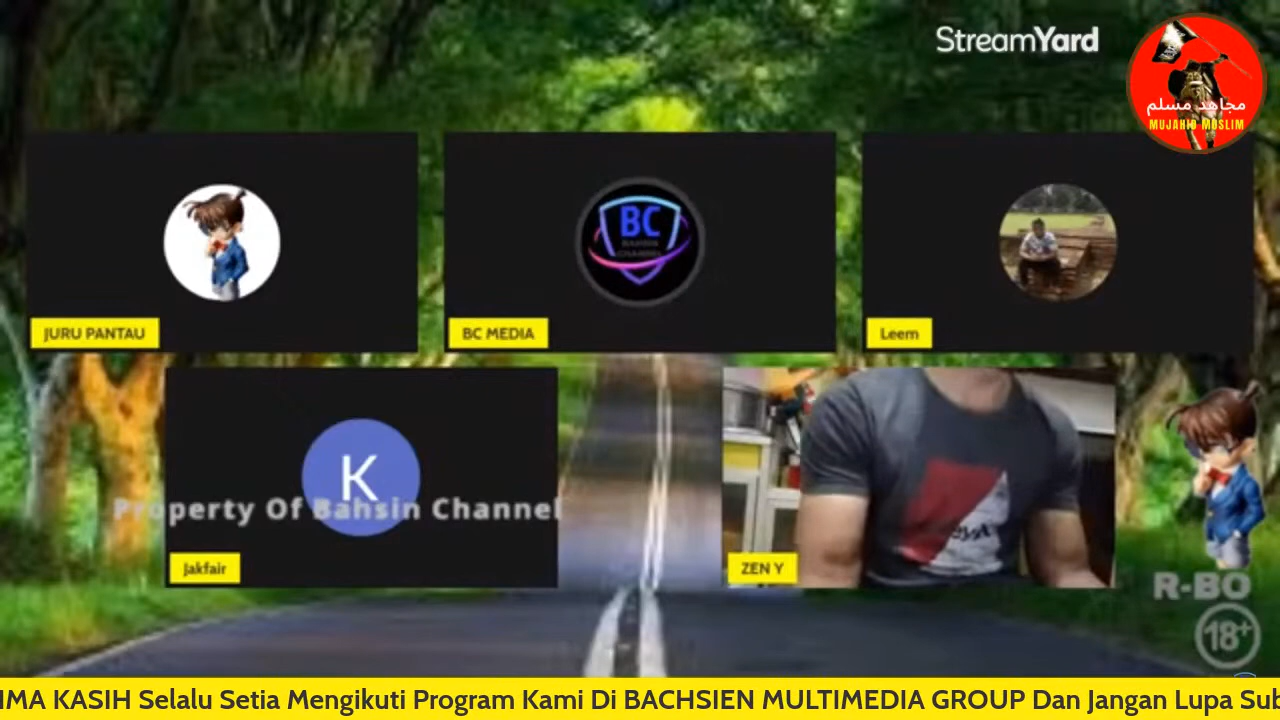 StreamYard
مجاهد مسلم
MUJAHID MUSLIM
BC
JURU PANTAU
BC MEDIA
Leem
K
Property Of Bahsin Channel
Jakfair
ZEN Y
R-BO
18+
IMA KASIH Selalu Setia Mengikuti Program Kami Di BACHSIEN MULTIMEDIA GROUP Dan Jangan Lupa Sub